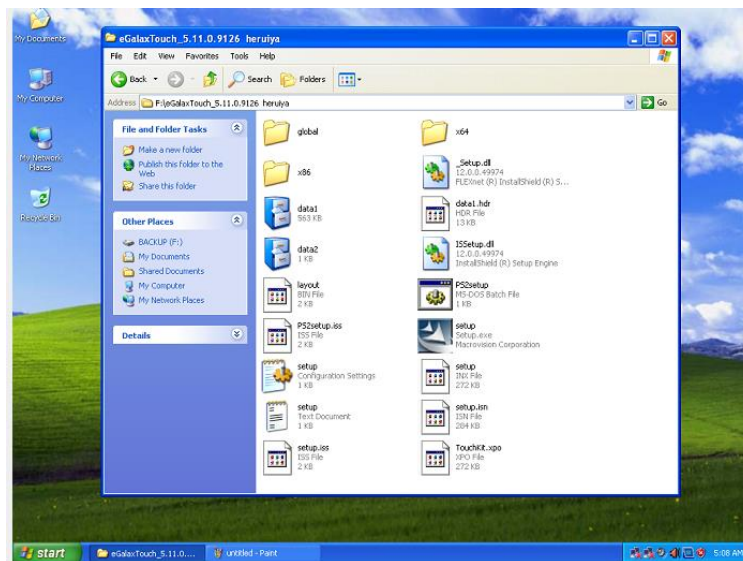 My Documents
My Computer
My Network
Places
Recycle Bin
eGalaxTouch_5.11.0.9126 heruiya
File Edit View Favorites Tools Help
Back
Search
Folders
Address
F:\eGalaxTouch_5.11.0.9126 heruiya
Go
File and Folder Tasks
Make a new folder
Publish this folder to the
Web
Share this folder
Other Places
BACKUP (F:)
My Documents
Shared Documents
My Computer
My Network Places
Details
global
x64
x86
_Setup.dll
12.0.0.49974
FLEXnet (R) InstallShield (R) S...
data1
563 KB
data1.hdr
HDR File
13 KB
data2
1 KB
ISSetup.dll
12.0.0.49974
InstallShield (R) Setup Engine
layout
BIN File
2 KB
PS2setup
MS-DOS Batch File
1 KB
PS2setup.iss
ISS File
2 KB
setup
Setup.exe
Macrovision Corporation
setup
Configuration Settings
1 KB
setup
INX File
272 KB
setup
Text Document
1 KB
setup.isn
ISN File
284 KB
setup.iss
ISS File
2 KB
TouchKit.xpo
XPO File
272 KB
start
eGalaxTouch_5.11.0....
untitled - Paint
5:08 AM